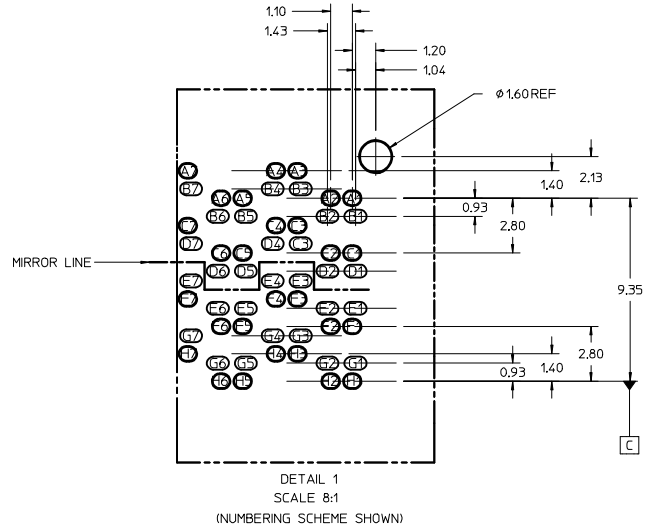 1.10
1.43
1.20
1.04
⌀1.60REF
A7 A4 A3
2.13
B7 B4 B3
1.40
A6 A5 A2 A1
0.93
B6 B5 B2 B1
2.80
C7 C4 C3
D7 D4 C3
C6 C5 C2 C1
MIRROR LINE
D6 D5 D2 D1
E7 E4 E3
9.35
F7 F4 F3
E6 E5 E2 E1
F6 F5 F2 F1
G7 G4 G3
2.80
H7 H4 H3
1.40
G6 G5 G2 G1
0.93
H6 H5 H2 H1
C
DETAIL 1
SCALE 8:1
(NUMBERING SCHEME SHOWN)